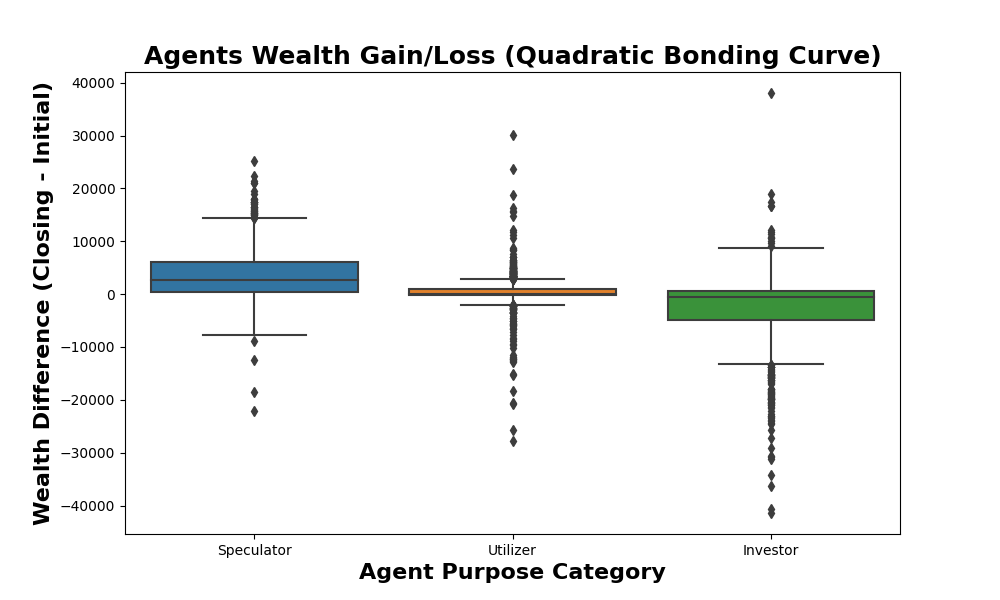 Agents Wealth Gain/Loss (Quadratic Bonding Curve)
Wealth Difference (Closing - Initial)
40000
30000
20000
10000
0
−10000
−20000
−30000
−40000
Speculator
Utilizer
Investor
Agent Purpose Category